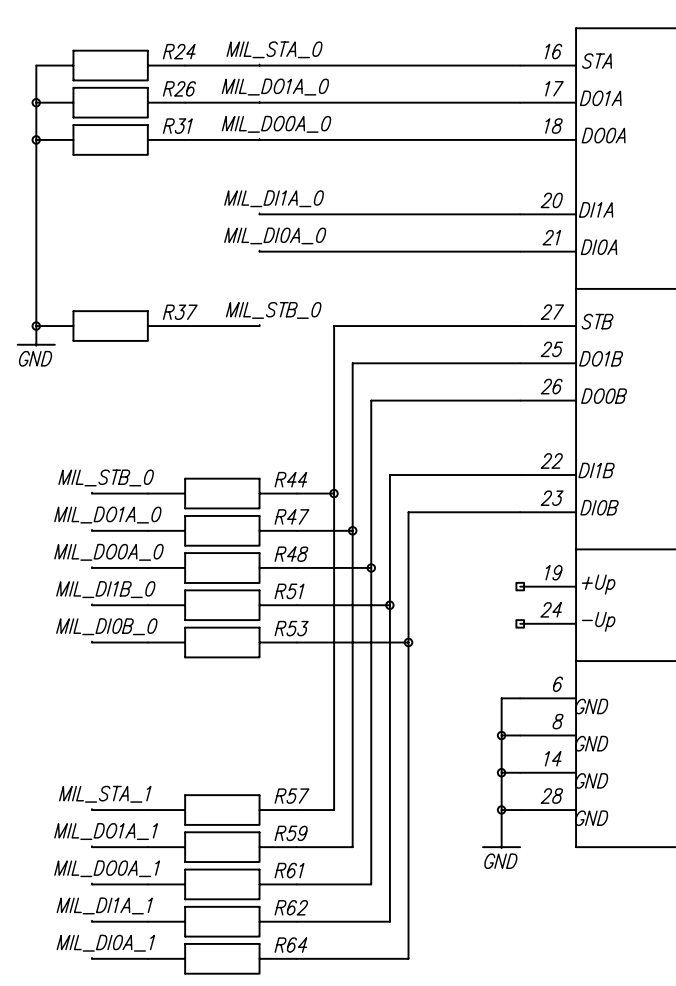 R24 MIL_STA_0 16 STA
R26 MIL_DO1A_0 17 DO1A
R31 MIL_DO0A_0 18 DO0A
MIL_DI1A_0 20 DI1A
MIL_DI0A_0 21 DI0A
R37 MIL_STB_0 27 STB
GND 25 DO1B
26 DO0B
MIL_STB_0 R44 22 DI1B
MIL_DO1A_0 R47 23 DI0B
MIL_DO0A_0 R48
MIL_DI1B_0 R51 19 +Up
MIL_DI0B_0 R53 24 -Up
6 GND
8 GND
14 GND
MIL_STA_1 R57 28 GND
MIL_DO1A_1 R59
MIL_DO0A_1 R61 GND
MIL_DI1A_1 R62
MIL_DI0A_1 R64